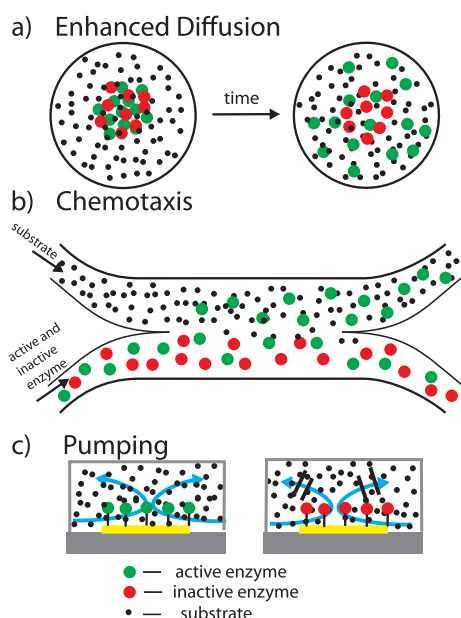 a) Enhanced Diffusion
time
b) Chemotaxis
substrate
active and
inactive
enzyme
c) Pumping
active enzyme
inactive enzyme
substrate